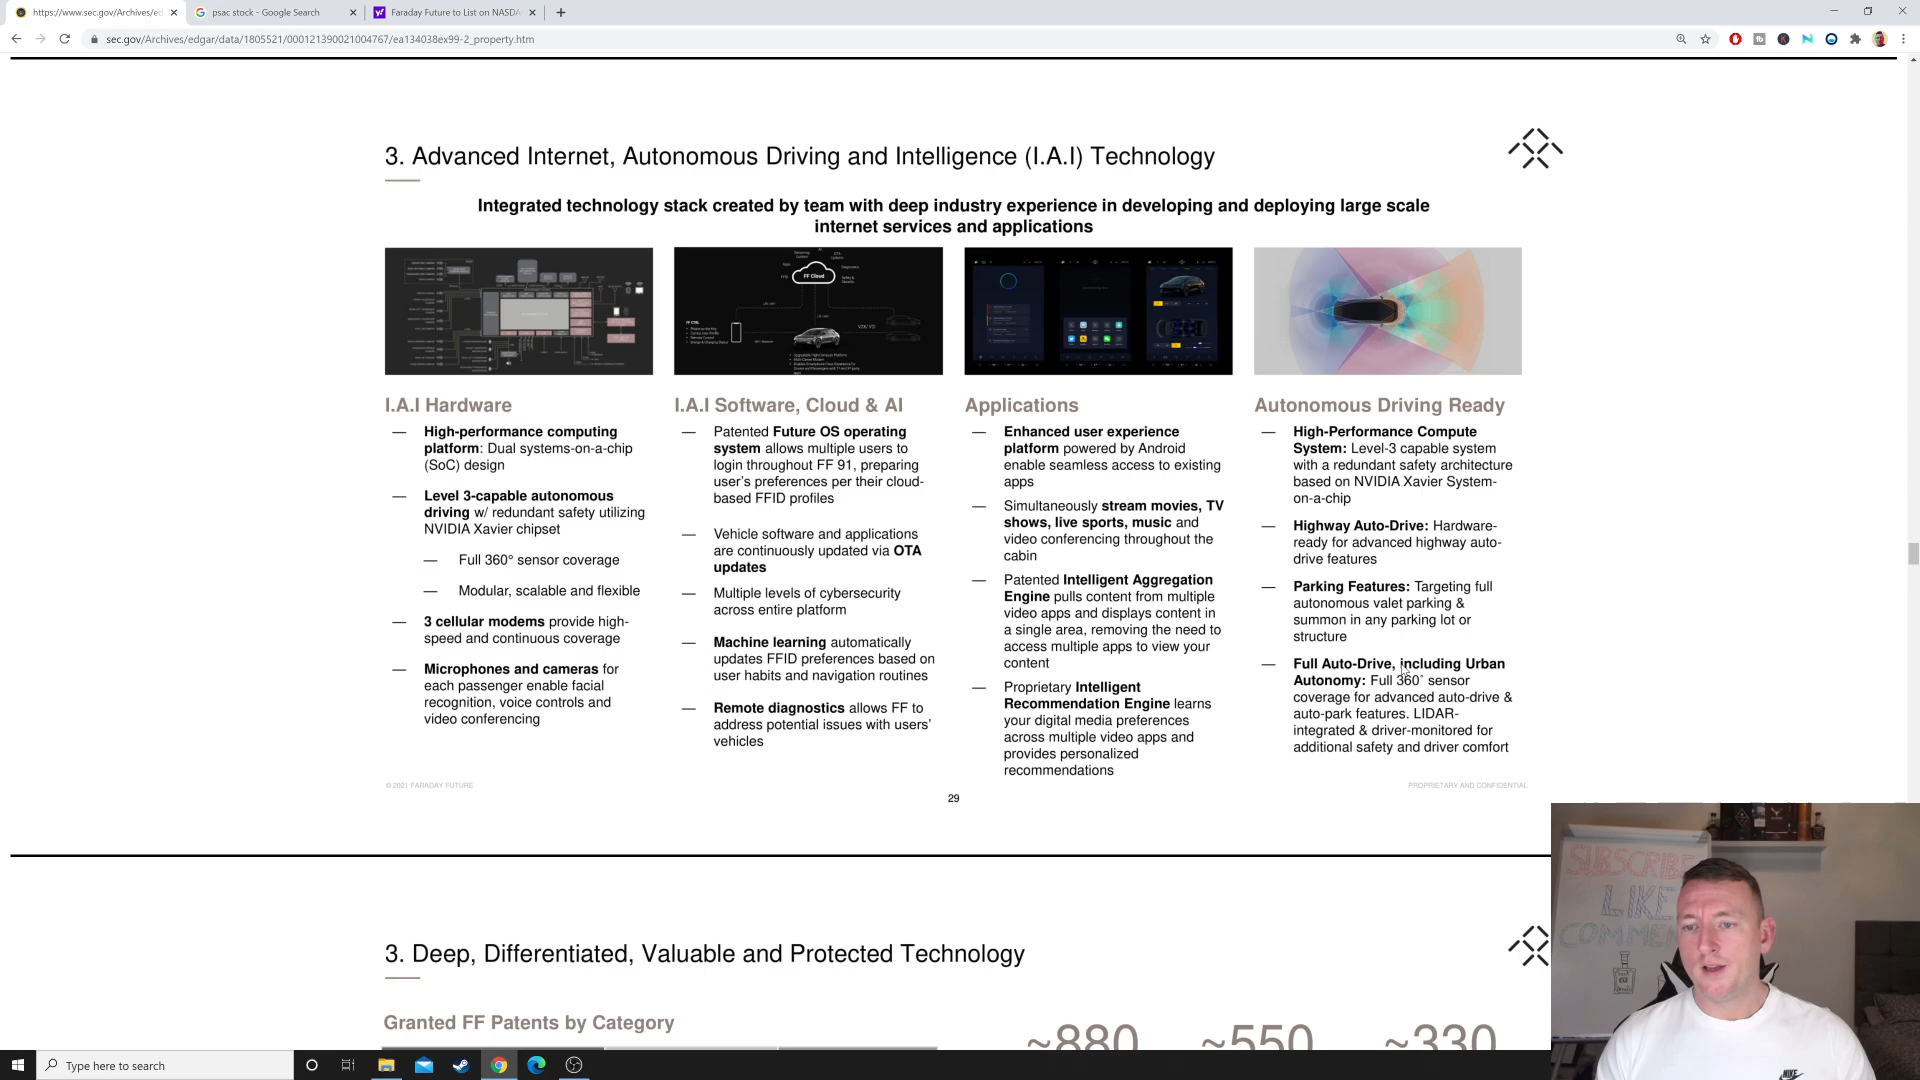 https://www.sec.gov/Archives/ed
psac stock - Google Search
Faraday Future to List on NASDA
sec.gov/Archives/edgar/data/1805521/000121390021004767/ea134038ex99-2_property.htm
3. Advanced Internet, Autonomous Driving and Intelligence (I.A.I) Technology
Integrated technology stack created by team with deep industry experience in developing and deploying large scale
internet services and applications
FF Cloud
I.A.I Hardware
— High-performance computing
platform: Dual systems-on-a-chip
(SoC) design
— Level 3-capable autonomous
driving w/ redundant safety utilizing
NVIDIA Xavier chipset
— Full 360° sensor coverage
— Modular, scalable and flexible
— 3 cellular modems provide high-
speed and continuous coverage
— Microphones and cameras for
each passenger enable facial
recognition, voice controls and
video conferencing
I.A.I Software, Cloud & AI
— Patented Future OS operating
system allows multiple users to
login throughout FF 91, preparing
user's preferences per their cloud-
based FFID profiles
— Vehicle software and applications
are continuously updated via OTA
updates
— Multiple levels of cybersecurity
across entire platform
— Machine learning automatically
updates FFID preferences based on
user habits and navigation routines
— Remote diagnostics allows FF to
address potential issues with users'
vehicles
Applications
— Enhanced user experience
platform powered by Android
enable seamless access to existing
apps
— Simultaneously stream movies, TV
shows, live sports, music and
video conferencing throughout the
cabin
— Patented Intelligent Aggregation
Engine pulls content from multiple
video apps and displays content in
a single area, removing the need to
access multiple apps to view your
content
— Proprietary Intelligent
Recommendation Engine learns
your digital media preferences
across multiple video apps and
provides personalized
recommendations
Autonomous Driving Ready
— High-Performance Compute
System: Level-3 capable system
with a redundant safety architecture
based on NVIDIA Xavier System-
on-a-chip
— Highway Auto-Drive: Hardware-
ready for advanced highway auto-
drive features
— Parking Features: Targeting full
autonomous valet parking &
summon in any parking lot or
structure
— Full Auto-Drive, including Urban
Autonomy: Full 360° sensor
coverage for advanced auto-drive &
auto-park features. LIDAR-
integrated & driver-monitored for
additional safety and driver comfort
© 2021 FARADAY FUTURE
PROPRIETARY AND CONFIDENTIAL
29
3. Deep, Differentiated, Valuable and Protected Technology
Granted FF Patents by Category
~880 ~550 ~330
SUBSCRIBE
LIKE
COMMEN
NIKE
Type here to search